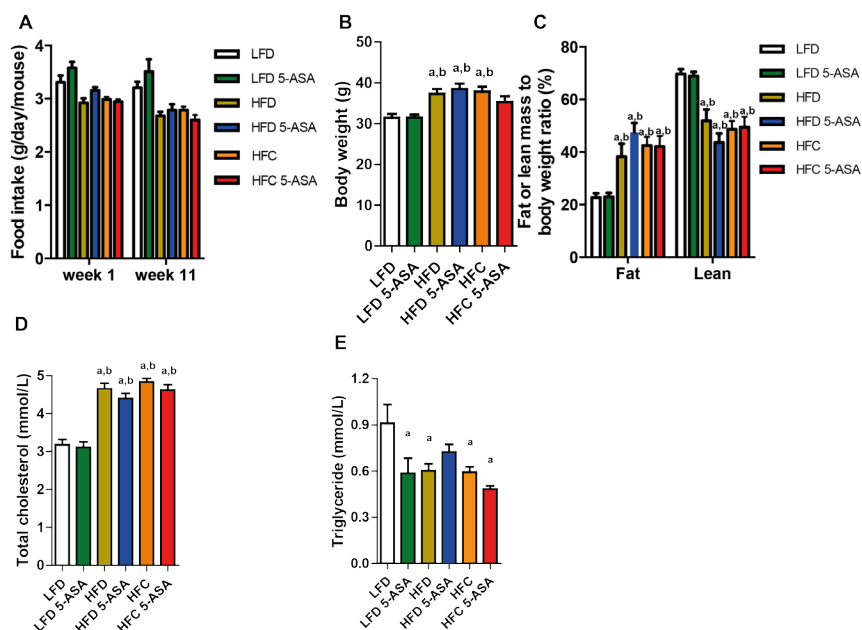 A
Food intake (g/day/mouse)
4
3
2
1
0
week 1 week 11
LFD
LFD 5-ASA
HFD
HFD 5-ASA
HFC
HFC 5-ASA
B
Body weight (g)
50
40
30
20
10
0
a,b a,b a,b
LFD
LFD 5-ASA
HFD
HFD 5-ASA
HFC
HFC 5-ASA
C
Fat or lean mass to
body weight ratio (%)
80
60
40
20
0
a,b a,b a,b a,b
a,b a,b a,b a,b
Fat Lean
LFD
LFD 5-ASA
HFD
HFD 5-ASA
HFC
HFC 5-ASA
D
Total cholesterol (mmol/L)
5
4
3
2
1
0
a,b a,b a,b a,b
LFD
LFD 5-ASA
HFD
HFD 5-ASA
HFC
HFC 5-ASA
E
Triglyceride (mmol/L)
1.2
0.9
0.6
0.3
0.0
a a a a
LFD
LFD 5-ASA
HFD
HFD 5-ASA
HFC
HFC 5-ASA